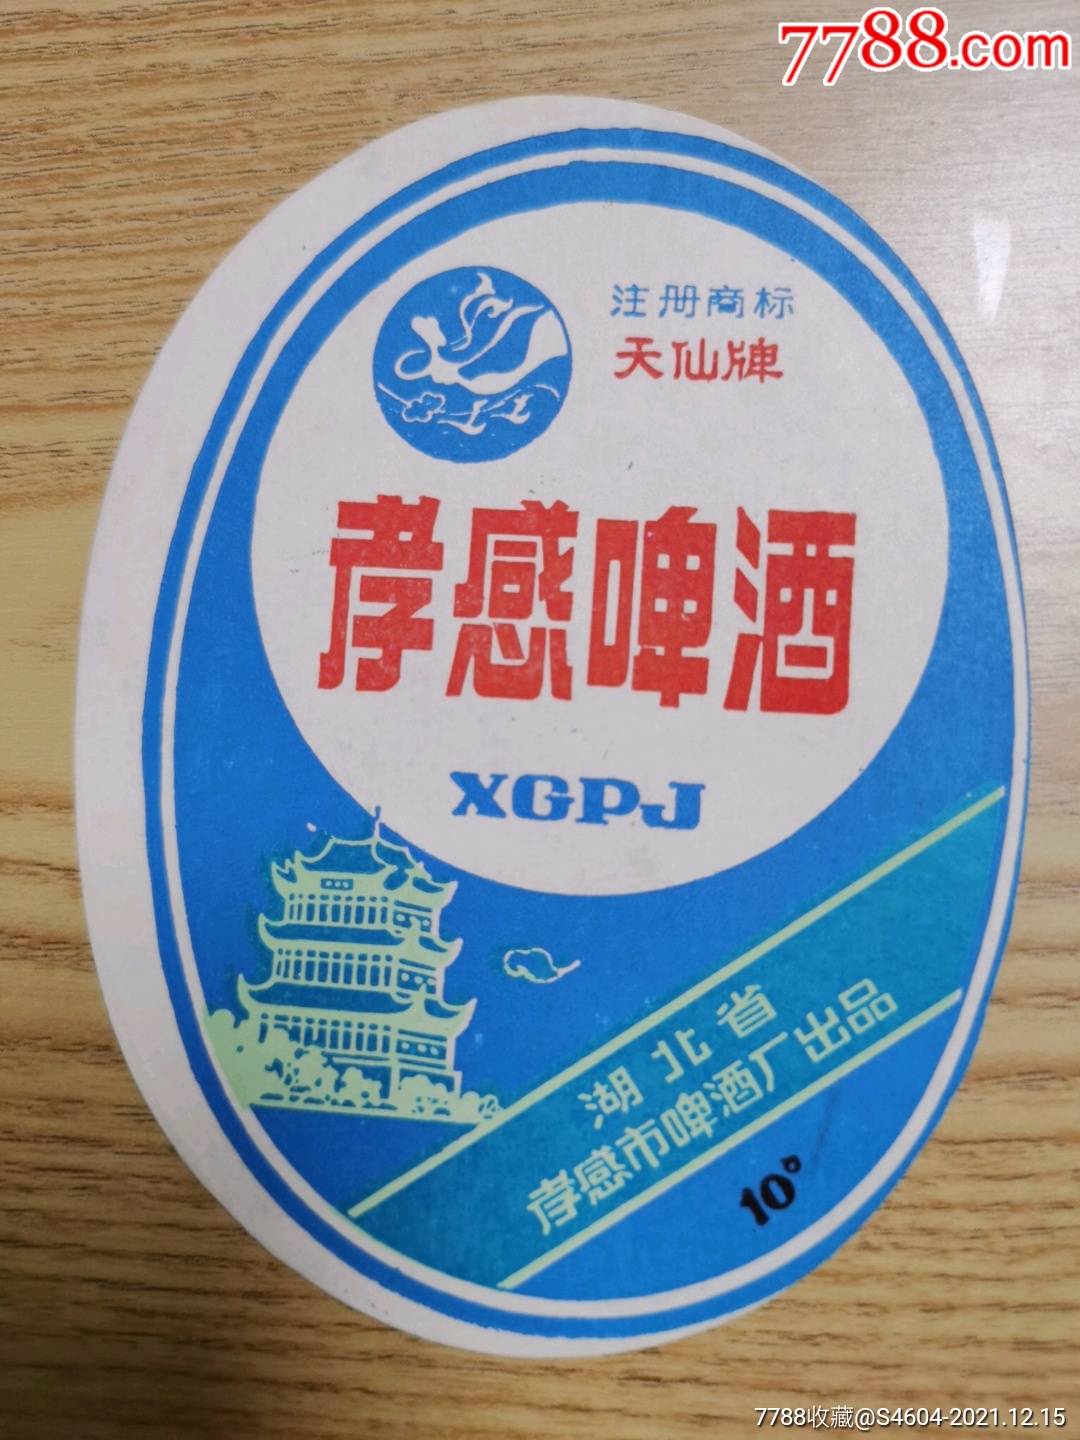 7788.com
注册商标
天仙牌
孝感啤酒
XGPJ
湖北省
孝感市啤酒厂出品
10°
7788收藏@S4604-2021.12.15